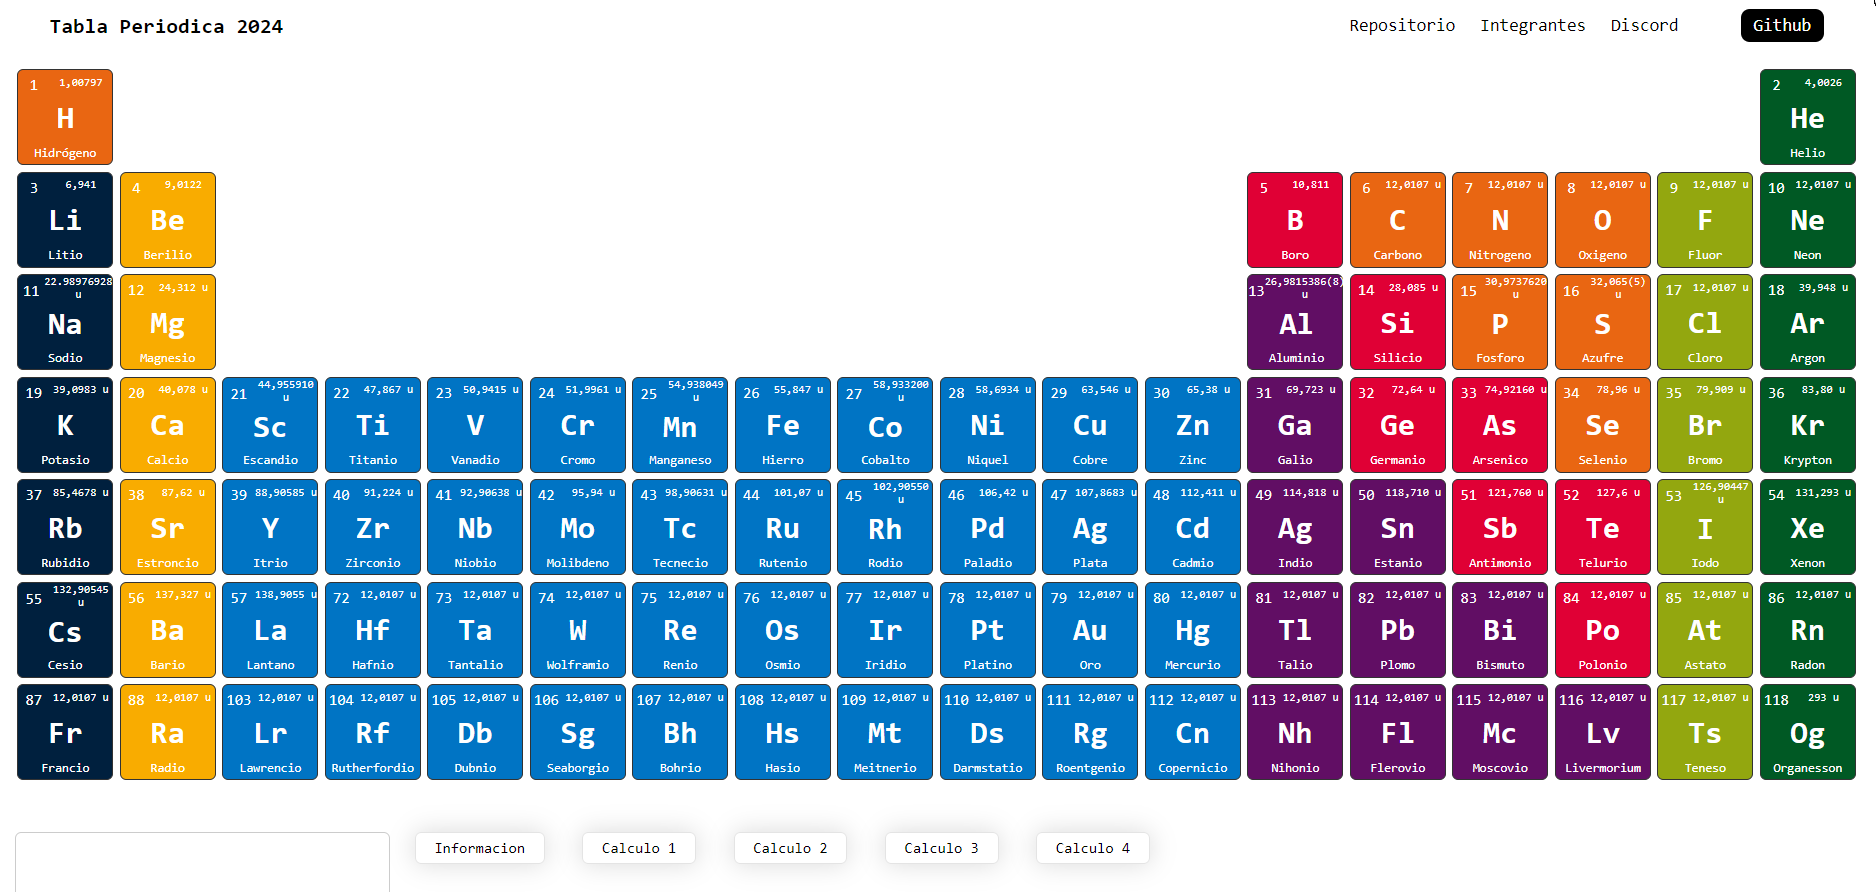 Tabla Periodica 2024 Repositorio Integrantes Discord Github
1 1,00797 2 4,0026
H He
Hidrógeno Helio
3 6,941 4 9,0122 5 10,811 6 12,0107 u 7 12,0107 u 8 12,0107 u 9 12,0107 u 10 12,0107 u
Li Be B C N O F Ne
Litio Berilio Boro Carbono Nitrogeno Oxigeno Fluor Neon
11 22.98976928 u 12 24,312 u 13 26,9815386(8) u 14 28,085 u 15 30,9737620 u 16 32,065(5) u 17 12,0107 u 18 39,948 u
Na Mg Al Si P S Cl Ar
Sodio Magnesio Aluminio Silicio Fosforo Azufre Cloro Argon
19 39,0983 u 20 40,078 u 21 44,955910 u 22 47,867 u 23 50,9415 u 24 51,9961 u 25 54,938049 u 26 55,847 u 27 58,933200 u 28 58,6934 u 29 63,546 u 30 65,38 u 31 69,723 u 32 72,64 u 33 74,92160 u 34 78,96 u 35 79,909 u 36 83,80 u
K Ca Sc Ti V Cr Mn Fe Co Ni Cu Zn Ga Ge As Se Br Kr
Potasio Calcio Escandio Titanio Vanadio Cromo Manganeso Hierro Cobalto Niquel Cobre Zinc Galio Germanio Arsenico Selenio Bromo Krypton
37 85,4678 u 38 87,62 u 39 88,90585 u 40 91,224 u 41 92,90638 u 42 95,94 u 43 98,90631 u 44 101,07 u 45 102,90550 u 46 106,42 u 47 107,8683 u 48 112,411 u 49 114,818 u 50 118,710 u 51 121,760 u 52 127,6 u 53 126,90447 u 54 131,293 u
Rb Sr Y Zr Nb Mo Tc Ru Rh Pd Ag Cd Ag Sn Sb Te I Xe
Rubidio Estroncio Itrio Zirconio Niobio Molibdeno Tecnecio Rutenio Rodio Paladio Plata Cadmio Indio Estanio Antimonio Telurio Iodo Xenon
55 132,90545 u 56 137,327 u 57 138,9055 u 72 12,0107 u 73 12,0107 u 74 12,0107 u 75 12,0107 u 76 12,0107 u 77 12,0107 u 78 12,0107 u 79 12,0107 u 80 12,0107 u 81 12,0107 u 82 12,0107 u 83 12,0107 u 84 12,0107 u 85 12,0107 u 86 12,0107 u
Cs Ba La Hf Ta W Re Os Ir Pt Au Hg Tl Pb Bi Po At Rn
Cesio Bario Lantano Hafnio Tantalio Wolframio Renio Osmio Iridio Platino Oro Mercurio Talio Plomo Bismuto Polonio Astato Radon
87 12,0107 u 88 12,0107 u 103 12,0107 u 104 12,0107 u 105 12,0107 u 106 12,0107 u 107 12,0107 u 108 12,0107 u 109 12,0107 u 110 12,0107 u 111 12,0107 u 112 12,0107 u 113 12,0107 u 114 12,0107 u 115 12,0107 u 116 12,0107 u 117 12,0107 u 118 293 u
Fr Ra Lr Rf Db Sg Bh Hs Mt Ds Rg Cn Nh Fl Mc Lv Ts Og
Francio Radio Lawrencio Rutherfordio Dubnio Seaborgio Bohrio Hasio Meitnerio Darmstatio Roentgenio Copernicio Nihonio Flerovio Moscovio Livermorium Teneso Organesson
Informacion Calculo 1 Calculo 2 Calculo 3 Calculo 4